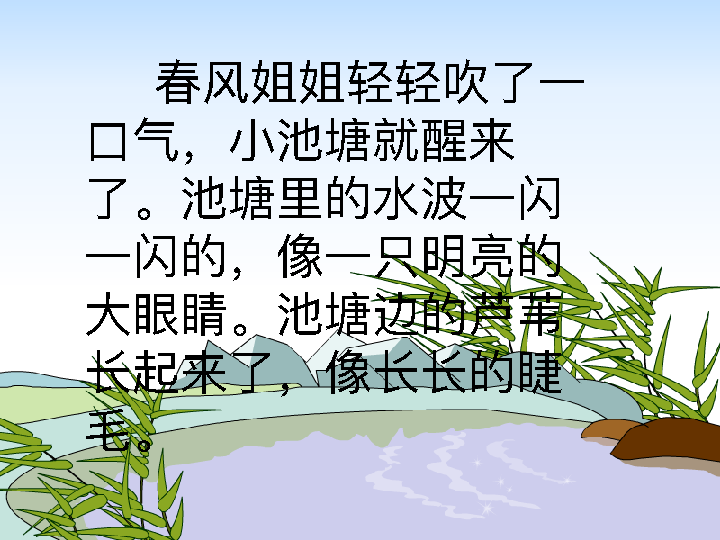 春风姐姐轻轻吹了一
口气，小池塘就醒来
了。池塘里的水波一闪
一闪的，像一只明亮的
大眼睛。池塘边的芦苇
长起来了，像长长的睫
毛。